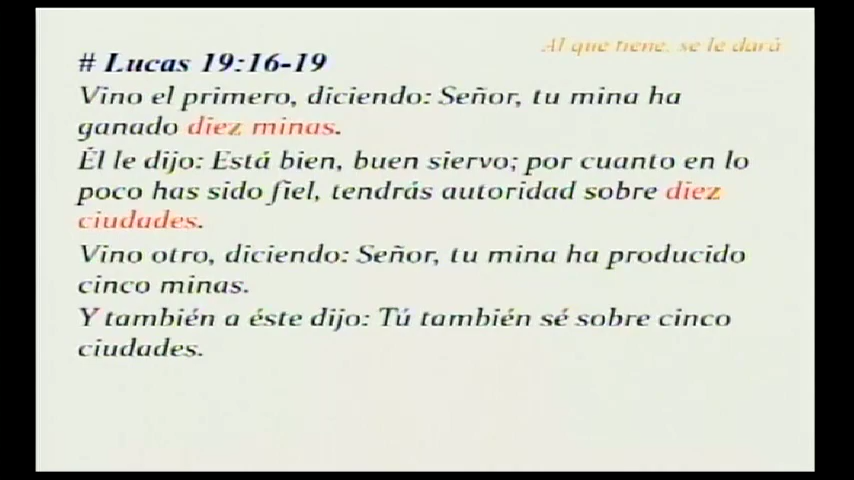 Al que tiene, se le dará
# Lucas 19:16-19
Vino el primero, diciendo: Señor, tu mina ha
ganado diez minas.
Él le dijo: Está bien, buen siervo; por cuanto en lo
poco has sido fiel, tendrás autoridad sobre diez
ciudades.
Vino otro, diciendo: Señor, tu mina ha producido
cinco minas.
Y también a éste dijo: Tú también sé sobre cinco
ciudades.